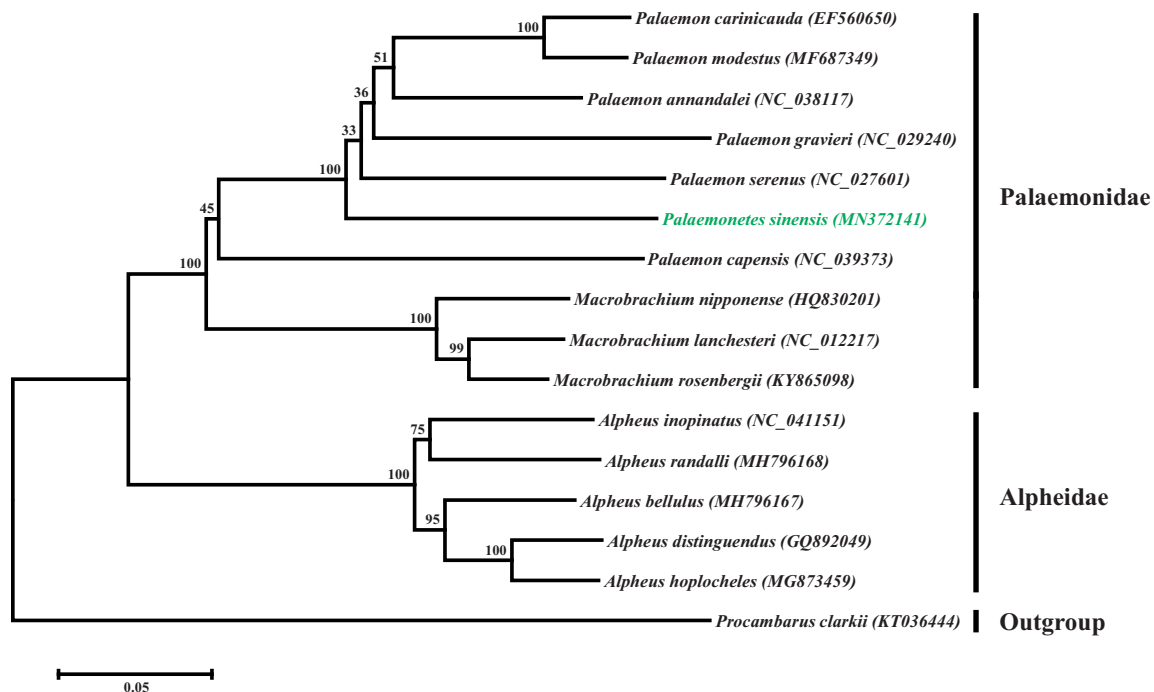 Palaemon carinicauda (EF560650)
100
Palaemon modestus (MF687349)
51
Palaemon annandalei (NC_038117)
36
Palaemon gravieri (NC_029240)
33
Palaemon serenus (NC_027601)
100
Palaemonidae
Palaemonetes sinensis (MN372141)
45
Palaemon capensis (NC_039373)
100
Macrobrachium nipponense (HQ830201)
100
Macrobrachium lanchesteri (NC_012217)
99
Macrobrachium rosenbergii (KY865098)
Alpheus inopinatus (NC_041151)
75
Alpheus randalli (MH796168)
100
Alpheus bellulus (MH796167)
Alpheidae
95
Alpheus distinguendus (GQ892049)
100
Alpheus hoplocheles (MG873459)
Procambarus clarkii (KT036444)
Outgroup
0.05